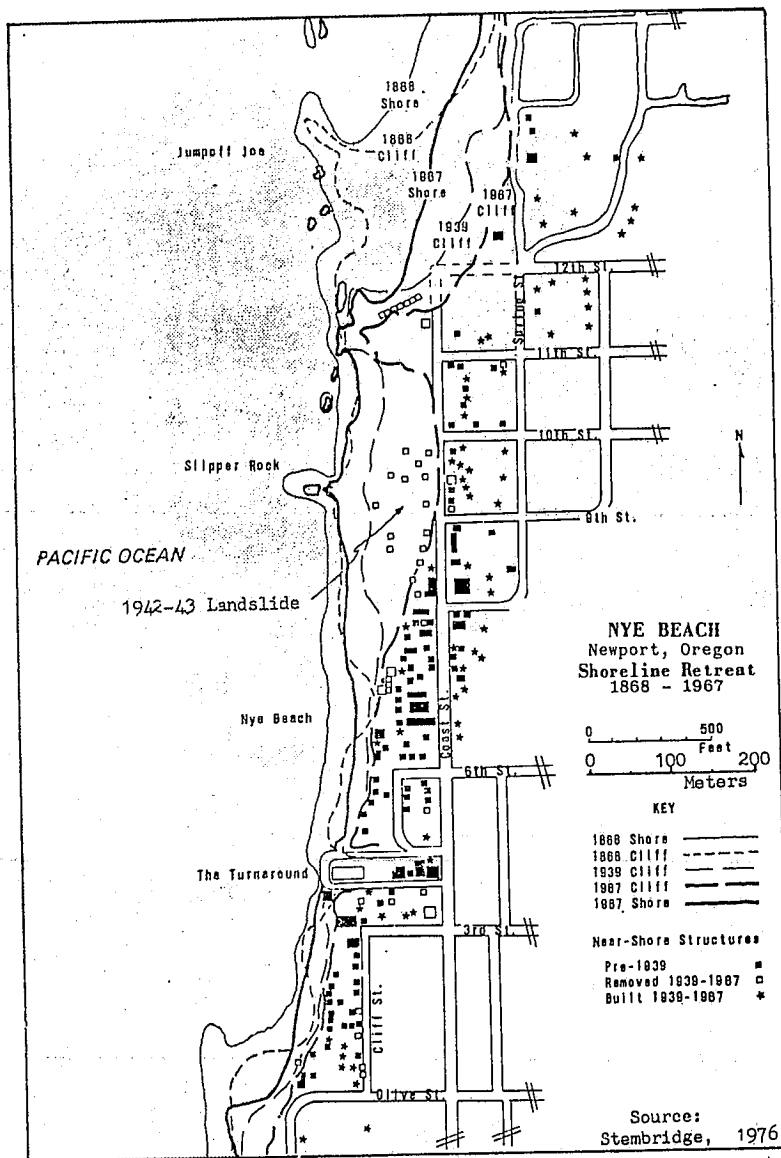 1868
Shore
Jumpoff Joe
1868
Cliff
1967
Shore
1967
Cliff
1939
Cliff
12th St.
Spring St.
11th St.
10th St.
N
Slipper Rock
9th St.
PACIFIC OCEAN
1942-43 Landslide
NYE BEACH
Newport, Oregon
Shoreline Retreat
1868 - 1967
Nye Beach
Coast St.
0 500
Feet
0 100 200
Meters
6th St.
KEY
1868 Shore
1868 Cliff
1939 Cliff
1967 Cliff
1967 Shore
The Turnaround
3rd St.
Near-Shore Structures
Pre-1939
Removed 1939-1967
Built 1939-1967
Cliff St.
Olive St.
Source:
Stembridge, 1976